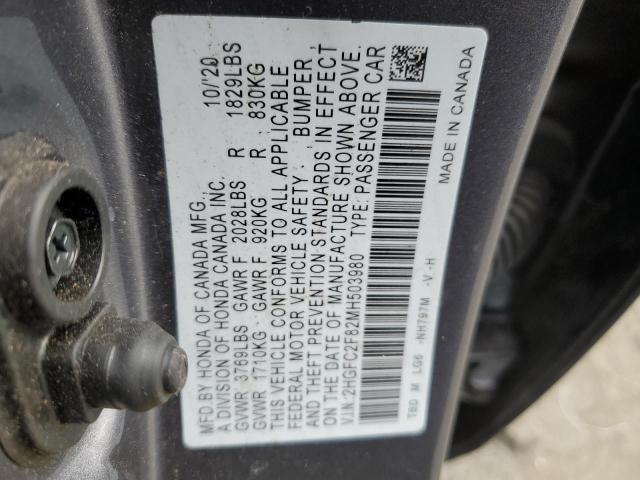 MFD BY HONDA OF CANADA MFG., 10/20
A DIVISION OF HONDA CANADA INC.
GVWR 3769LBS GAWR F 2028LBS R 1829LBS
GVWR 1710KG GAWR F 920KG R 830KG
THIS VEHICLE CONFORMS TO ALL APPLICABLE
FEDERAL MOTOR VEHICLE SAFETY, BUMPER,
AND THEFT PREVENTION STANDARDS IN EFFECT
ON THE DATE OF MANUFACTURE SHOWN ABOVE.
V.I.N.:2HGFC2F82MH503980 TYPE: PASSENGER CAR
TBD M LG6 -NH797M -V -H
MADE IN CANADA